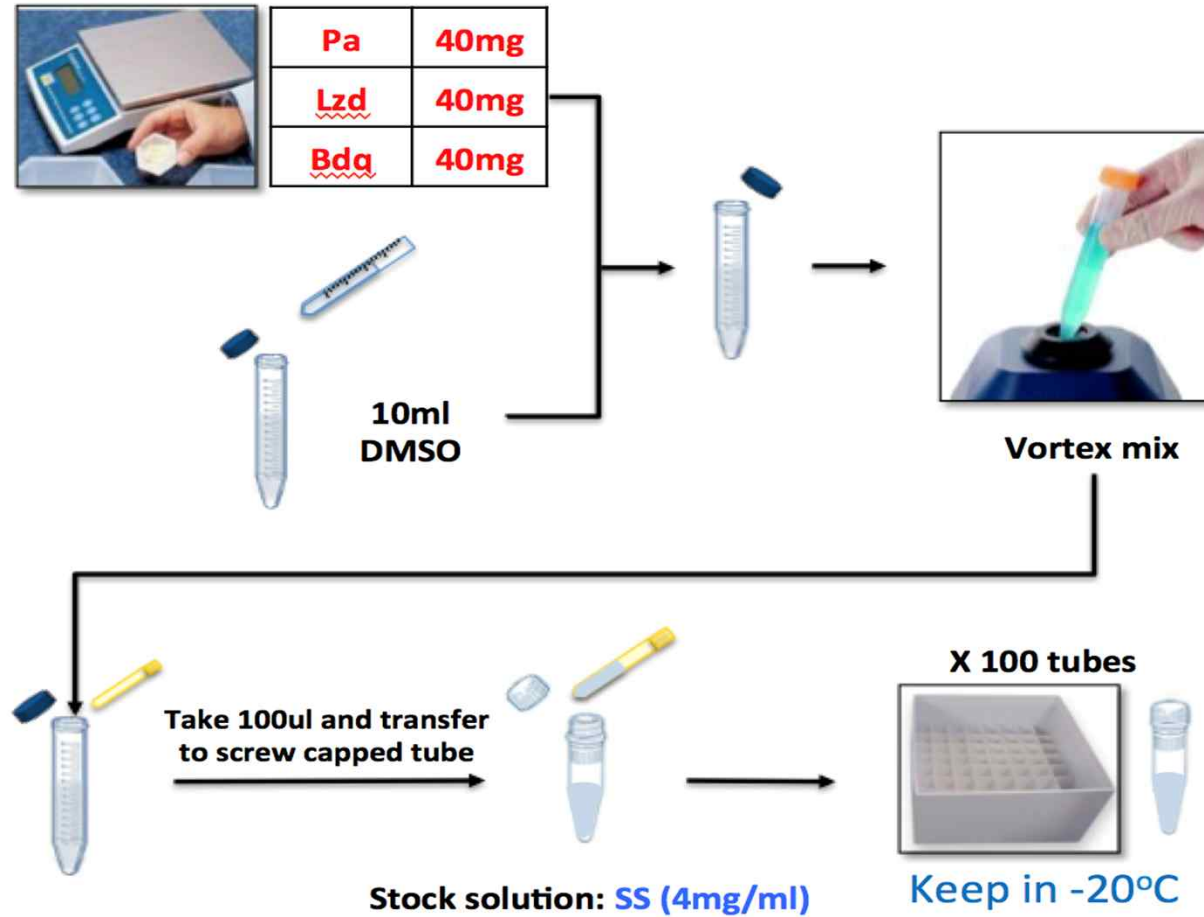 Pa 40mg
Lzd 40mg
Bdq 40mg
10ml
DMSO
Vortex mix
Take 100ul and transfer
to screw capped tube
X 100 tubes
Stock solution: SS (4mg/ml)
Keep in -20°C